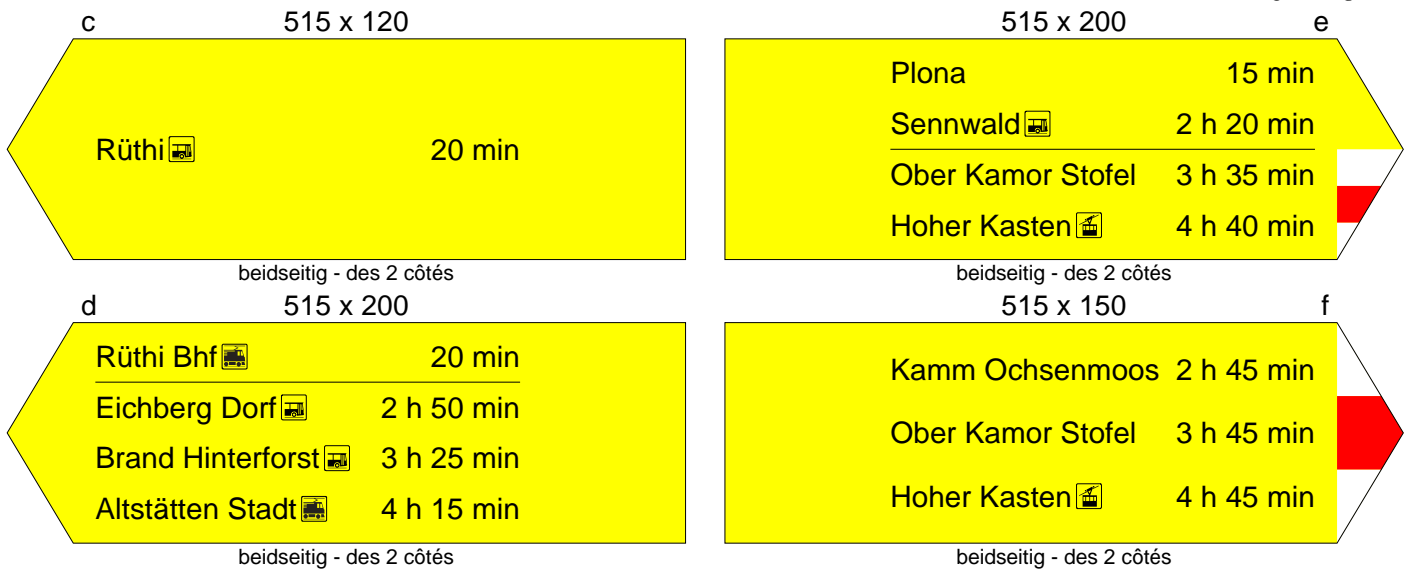 c 515 x 120
Rüthi 20 min
beidseitig - des 2 côtés
515 x 200 e
Plona 15 min
Sennwald 2 h 20 min
Ober Kamor Stofel 3 h 35 min
Hoher Kasten 4 h 40 min
beidseitig - des 2 côtés
d 515 x 200
Rüthi Bhf 20 min
Eichberg Dorf 2 h 50 min
Brand Hinterforst 3 h 25 min
Altstätten Stadt 4 h 15 min
beidseitig - des 2 côtés
515 x 150 f
Kamm Ochsenmoos 2 h 45 min
Ober Kamor Stofel 3 h 45 min
Hoher Kasten 4 h 45 min
beidseitig - des 2 côtés